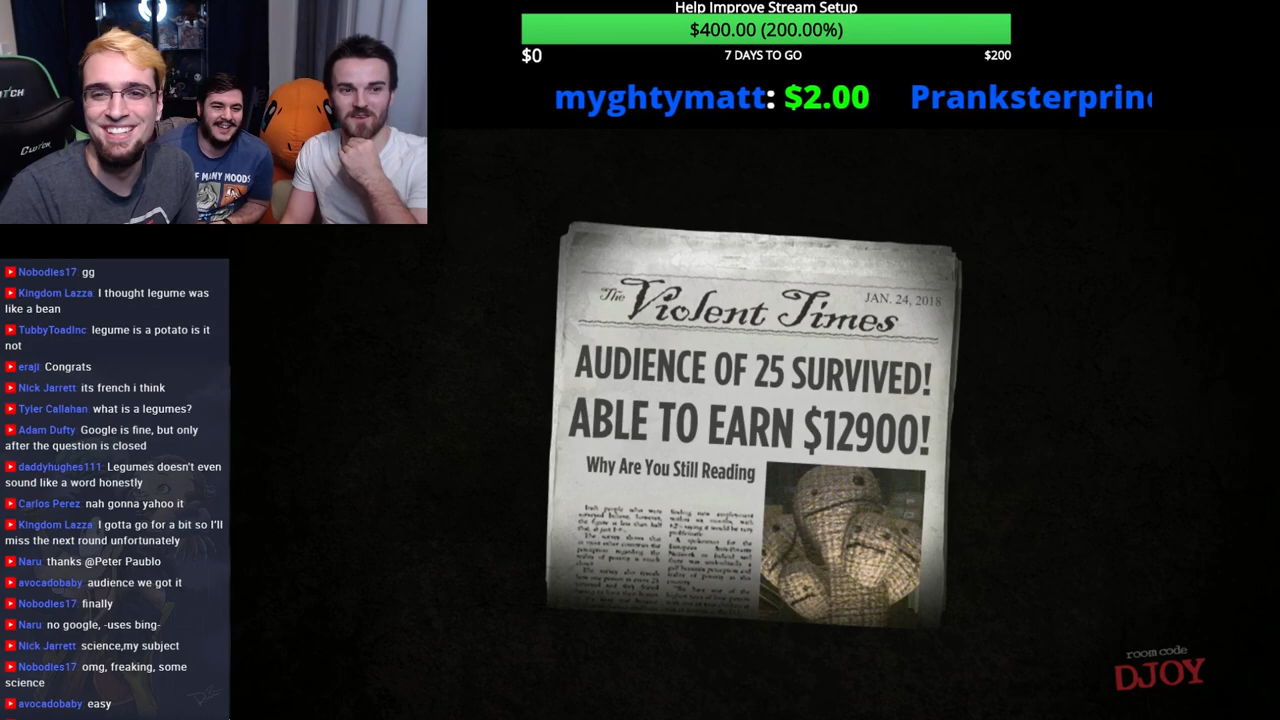 Help Improve Stream Setup
$400.00 (200.00%)
$0
7 DAYS TO GO
$200
myghtymatt: $2.00 Pranksterprinc
CLUTCH
F MANY MOODS
Nobodies17 gg
Kingdom Lazza I thought legume was
like a bean
TubbyToadInc legume is a potato is it
not
eraji Congrats
Nick Jarrett its french i think
Tyler Callahan what is a legumes?
Adam Dufty Google is fine, but only
after the question is closed
daddyhughes111 Legumes doesn't even
sound like a word honestly
Carlos Perez nah gonna yahoo it
Kingdom Lazza I gotta go for a bit so I'll
miss the next round unfortunately
Naru thanks @Peter Paublo
avocadobaby audience we got it
Nobodies17 finally
Naru no google, -uses bing-
Nick Jarrett science,my subject
Nobodies17 omg, freaking, some
science
avocadobaby easy
The Violent Times
JAN. 24, 2018
AUDIENCE OF 25 SURVIVED!
ABLE TO EARN $12900!
Why Are You Still Reading
room code
DJOY